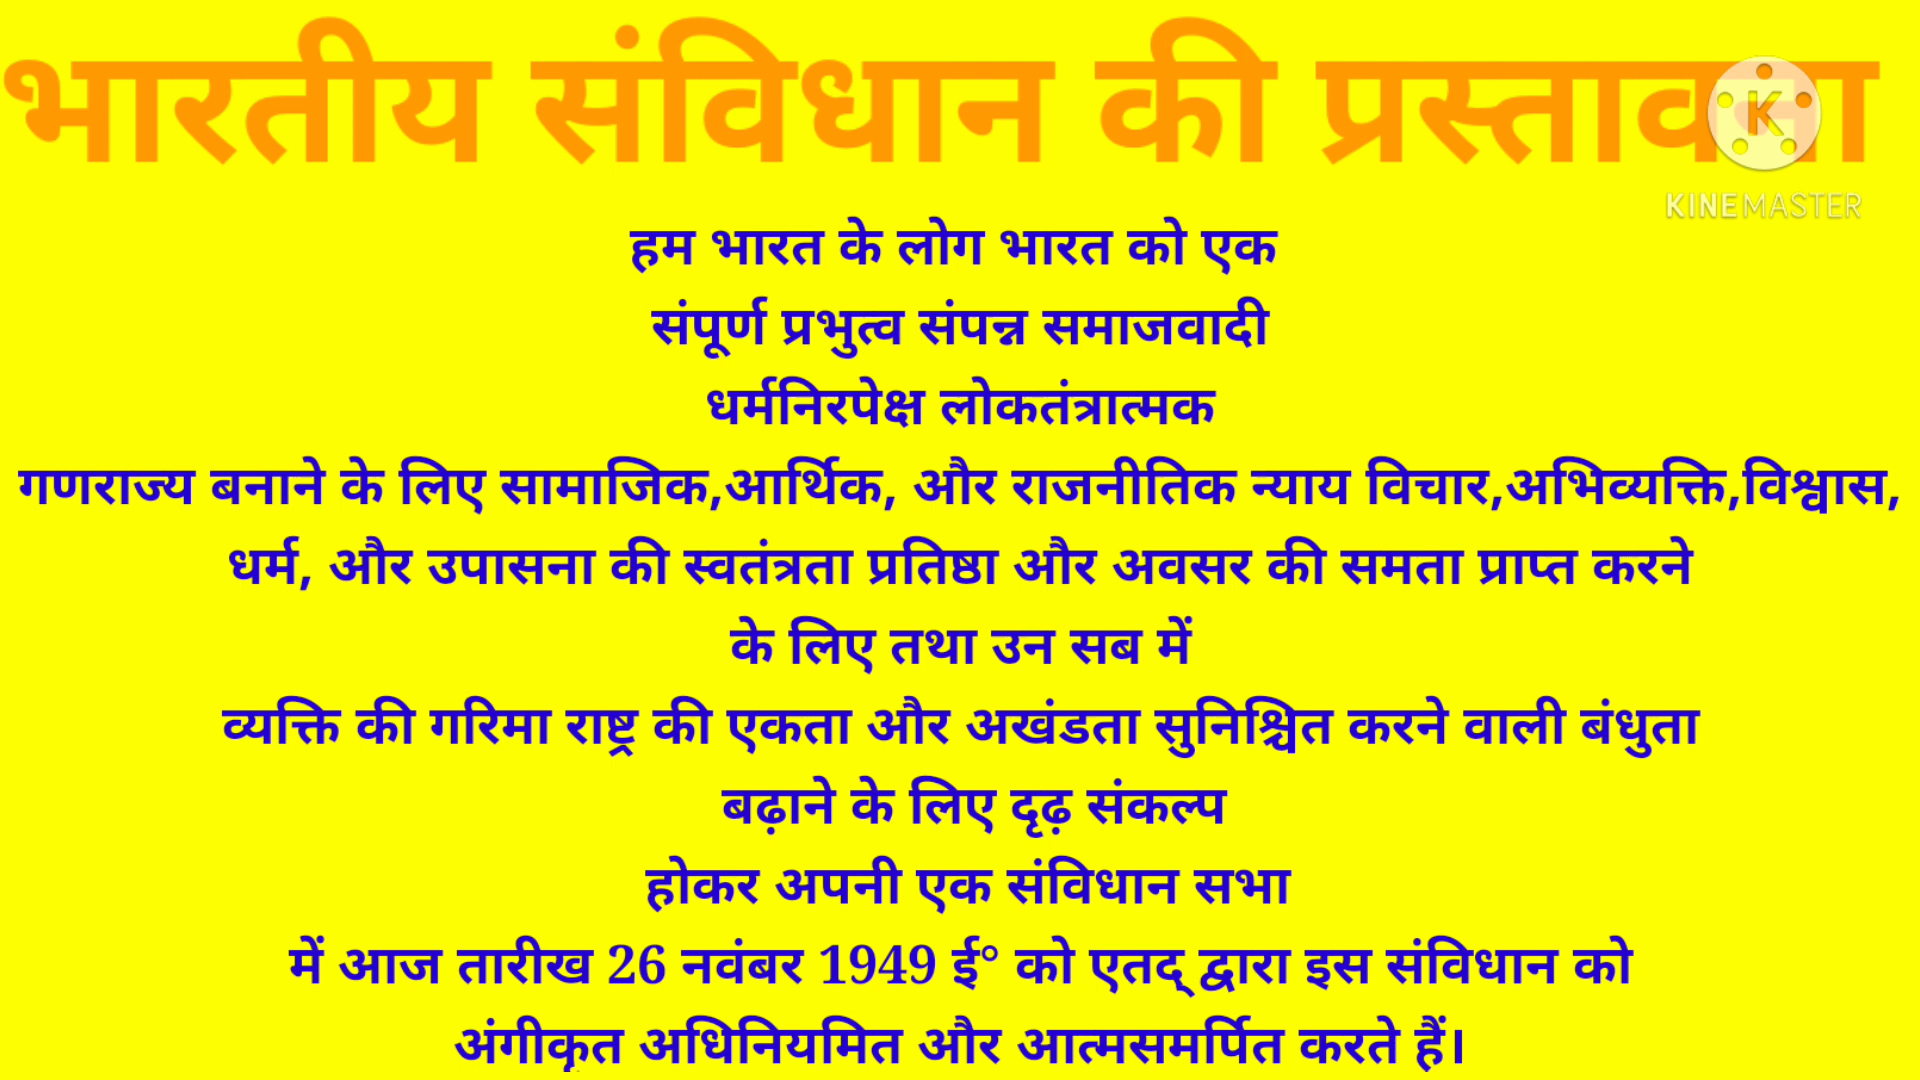 भारतीय संविधान की प्रस्तावना
KINEMASTER
हम भारत के लोग भारत को एक
संपूर्ण प्रभुत्व संपन्न समाजवादी
धर्मनिरपेक्ष लोकतंत्रात्मक
गणराज्य बनाने के लिए सामाजिक,आर्थिक, और राजनीतिक न्याय विचार,अभिव्यक्ति,विश्वास,
धर्म, और उपासना की स्वतंत्रता प्रतिष्ठा और अवसर की समता प्राप्त करने
के लिए तथा उन सब में
व्यक्ति की गरिमा राष्ट्र की एकता और अखंडता सुनिश्चित करने वाली बंधुता
बढ़ाने के लिए दृढ़ संकल्प
होकर अपनी एक संविधान सभा
में आज तारीख 26 नवंबर 1949 ई° को एतद् द्वारा इस संविधान को
अंगीकृत अधिनियमित और आत्मसमर्पित करते हैं।